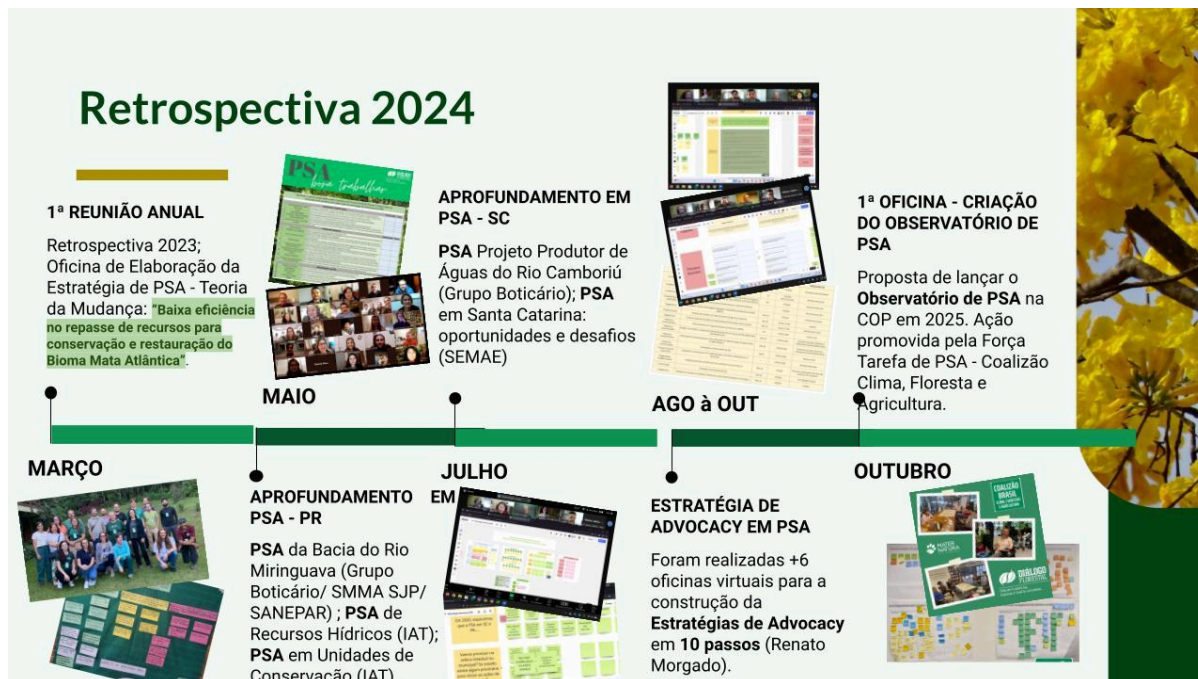 Retrospectiva 2024
1ª REUNIÃO ANUAL
Retrospectiva 2023;
Oficina de Elaboração da
Estratégia de PSA - Teoria
da Mudança: “Baixa eficiência
no repasse de recursos para
conservação e restauração do
Bioma Mata Atlântica”.
MARÇO
PSA
bora trabalhar
MAIO
APROFUNDAMENTO EM
PSA - PR
PSA da Bacia do Rio
Miringuava (Grupo
Boticário/ SMMA SJP/
SANEPAR) ; PSA de
Recursos Hídricos (IAT);
PSA em Unidades de
Conservação (IAT)
APROFUNDAMENTO EM
PSA - SC
PSA Projeto Produtor de
Águas do Rio Camboriú
(Grupo Boticário); PSA
em Santa Catarina:
oportunidades e desafios
(SEMAE)
JULHO
AGO à OUT
ESTRATÉGIA DE
ADVOCACY EM PSA
Foram realizadas +6
oficinas virtuais para a
construção da
Estratégias de Advocacy
em 10 passos (Renato
Morgado).
1ª OFICINA - CRIAÇÃO
DO OBSERVATÓRIO DE
PSA
Proposta de lançar o
Observatório de PSA na
COP em 2025. Ação
promovida pela Força
Tarefa de PSA - Coalizão
Clima, Floresta e
Agricultura.
OUTUBRO
COALIZÃO
BRASIL
MATER
NATURA
DIÁLOGO
FLORESTAL